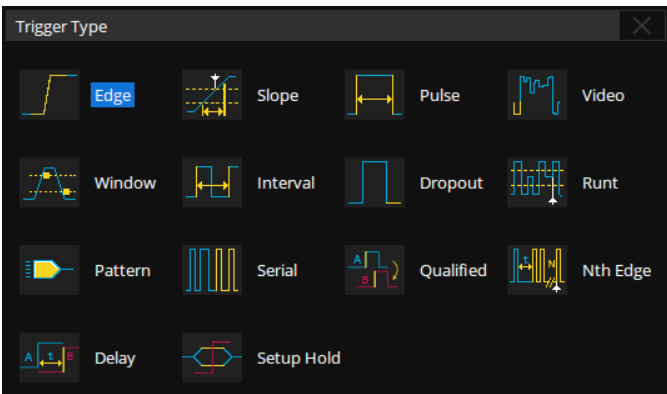 Trigger Type
Edge Slope Pulse Video
Window Interval Dropout Runt
Pattern Serial A B Qualified t N Nth Edge
A t B Delay Setup Hold